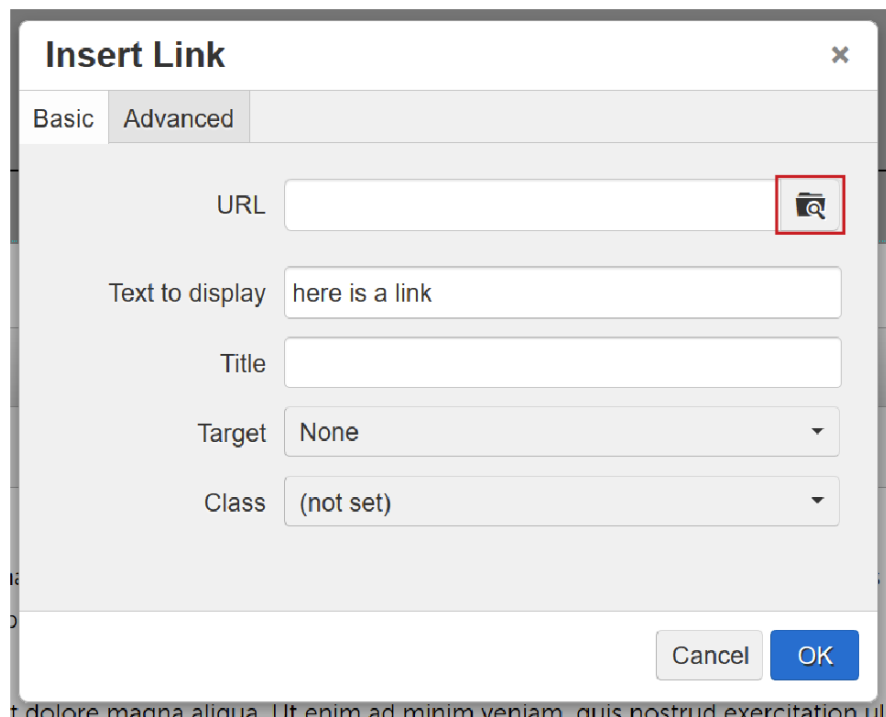 Insert Link
×
Basic Advanced
URL
Text to display here is a link
Title
Target None
Class (not set)
Cancel OK
t dolore magna aliqua. Ut enim ad minim veniam, quis nostrud exercitation ul